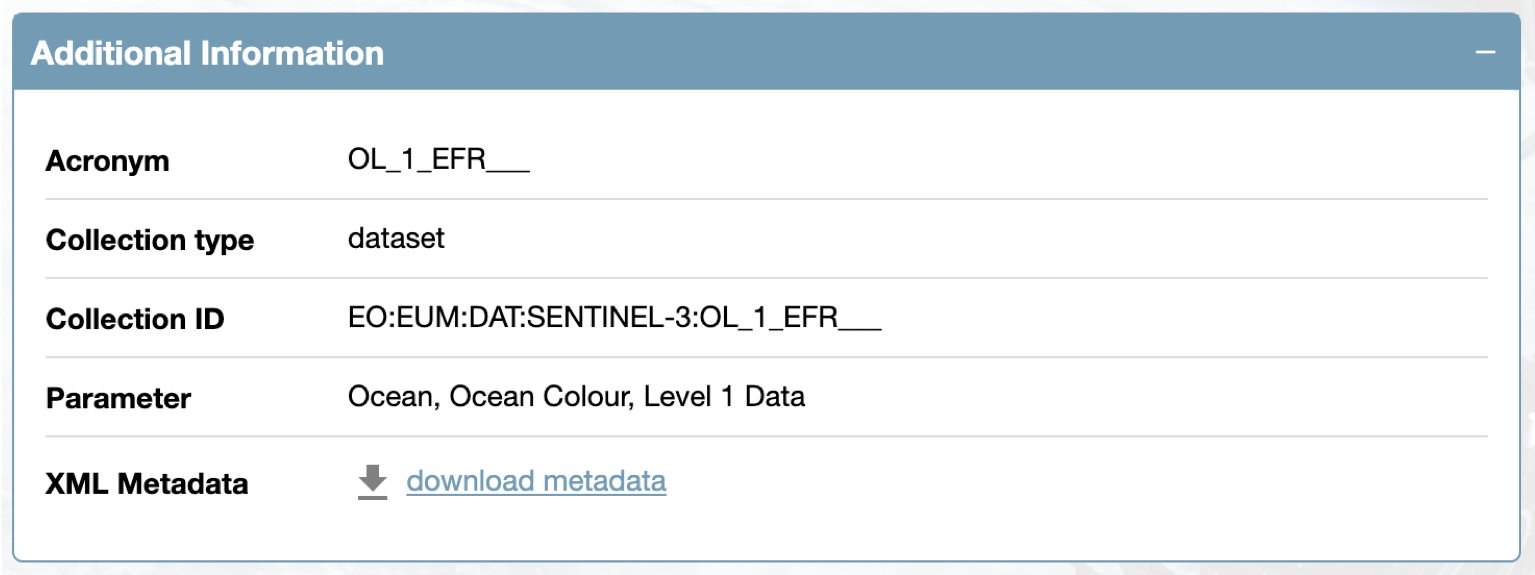 Additional Information
Acronym OL_1_EFR___
Collection type dataset
Collection ID EO:EUM:DAT:SENTINEL-3:OL_1_EFR___
Parameter Ocean, Ocean Colour, Level 1 Data
XML Metadata download metadata